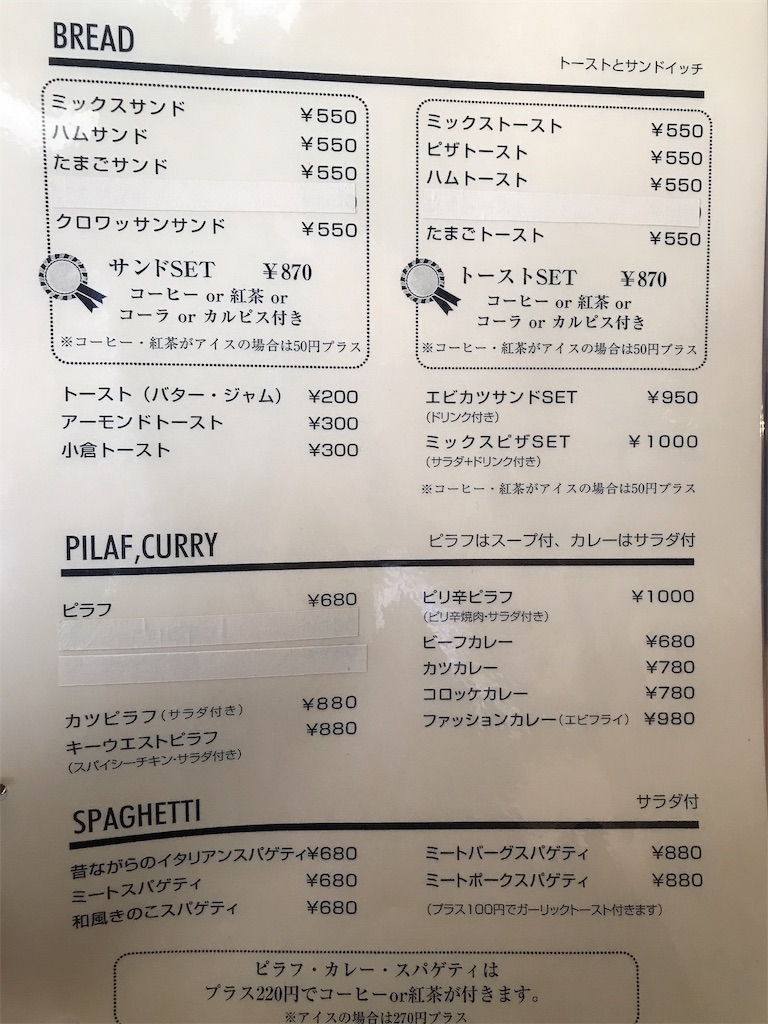 BREAD
トーストとサンドイッチ
ミックスサンド ¥550
ハムサンド ¥550
たまごサンド ¥550
クロワッサンサンド ¥550
サンドSET ¥870
コーヒー or 紅茶 or
コーラ or カルピス付き
※コーヒー・紅茶がアイスの場合は50円プラス
ミックストースト ¥550
ピザトースト ¥550
ハムトースト ¥550
たまごトースト ¥550
トーストSET ¥870
コーヒー or 紅茶 or
コーラ or カルピス付き
※コーヒー・紅茶がアイスの場合は50円プラス
トースト（バター・ジャム） ¥200
アーモンドトースト ¥300
小倉トースト ¥300
エビカツサンドSET ¥950
（ドリンク付き）
ミックスピザSET ¥1000
（サラダ+ドリンク付き）
※コーヒー・紅茶がアイスの場合は50円プラス
PILAF,CURRY
ピラフはスープ付、カレーはサラダ付
ピラフ ¥680
カツピラフ（サラダ付き） ¥880
キーウエストピラフ ¥880
（スパイシーチキン・サラダ付き）
ピリ辛ピラフ ¥1000
（ピリ辛焼肉・サラダ付き）
ビーフカレー ¥680
カツカレー ¥780
コロッケカレー ¥780
ファッションカレー（エビフライ） ¥980
SPAGHETTI
サラダ付
昔ながらのイタリアンスパゲティ¥680
ミートスパゲティ ¥680
和風きのこスパゲティ ¥680
ミートバーグスパゲティ ¥880
ミートポークスパゲティ ¥880
（プラス100円でガーリックトースト付きます）
ピラフ・カレー・スパゲティは
プラス220円でコーヒーor紅茶が付きます。
※アイスの場合は270円プラス